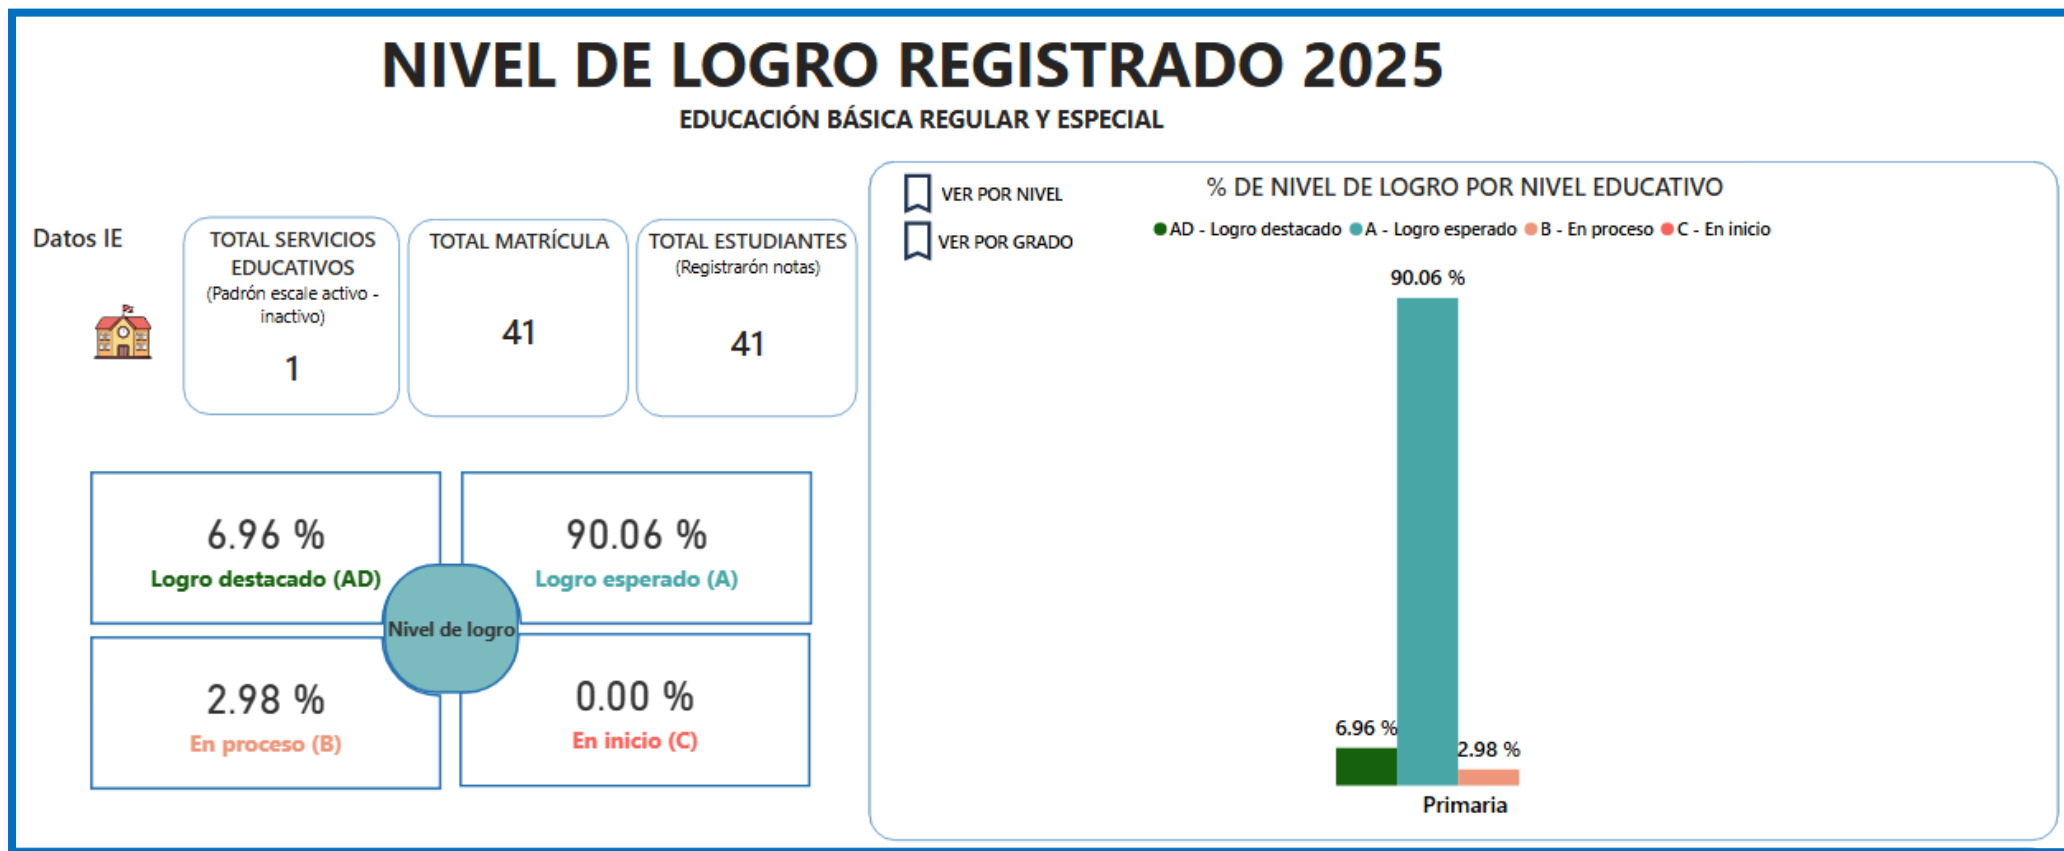 NIVEL DE LOGRO REGISTRADO 2025
EDUCACIÓN BÁSICA REGULAR Y ESPECIAL
Datos IE
TOTAL SERVICIOS
EDUCATIVOS
(Padrón escale activo -
inactivo)
1
TOTAL MATRÍCULA
41
TOTAL ESTUDIANTES
(Registrarón notas)
41
6.96 %
Logro destacado (AD)
90.06 %
Logro esperado (A)
Nivel de logro
2.98 %
En proceso (B)
0.00 %
En inicio (C)
VER POR NIVEL
VER POR GRADO
% DE NIVEL DE LOGRO POR NIVEL EDUCATIVO
AD - Logro destacado A - Logro esperado B - En proceso C - En inicio
90.06 %
6.96 %
2.98 %
Primaria